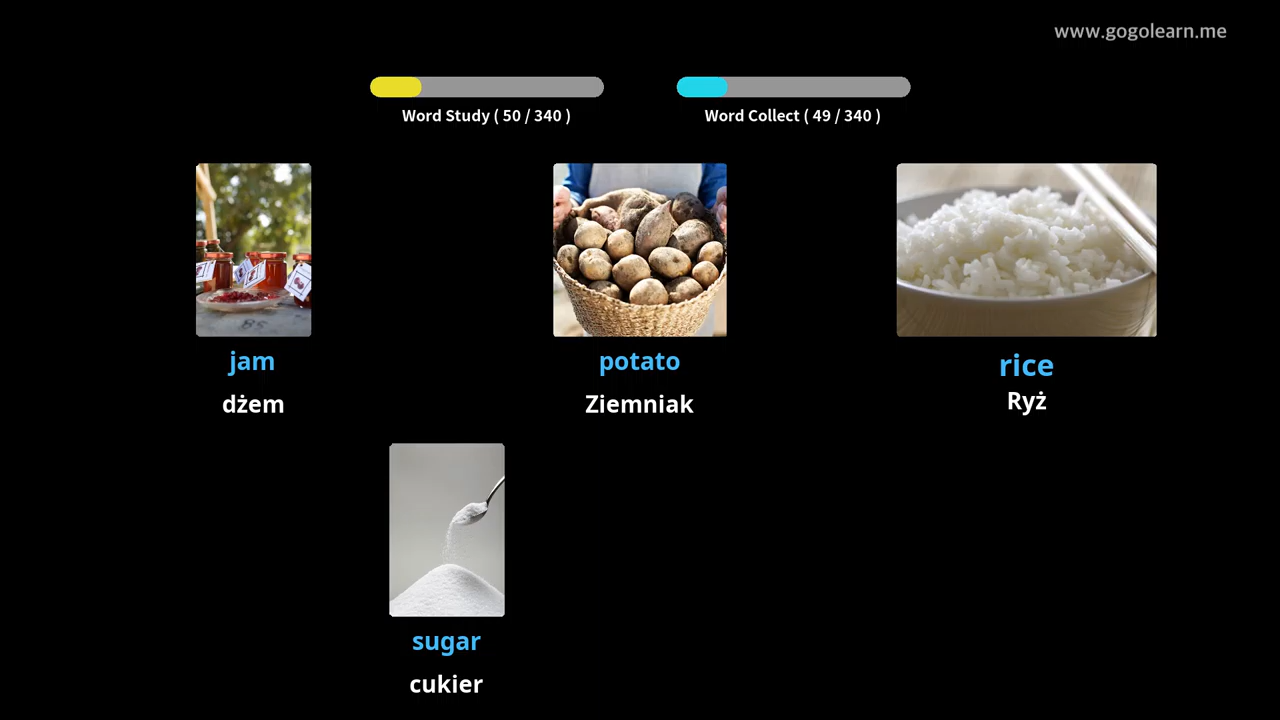 www.gogolearn.me
Word Study ( 50 / 340 )
Word Collect ( 49 / 340 )
jam
dżem
potato
Ziemniak
rice
Ryż
sugar
cukier